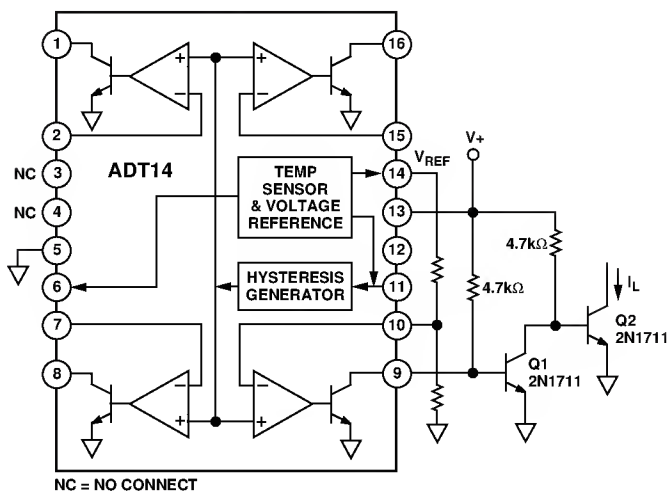 1
16
+
+
−
−
2
15
ADT14
NC
3
TEMP
SENSOR
& VOLTAGE
REFERENCE
VREF
14
V+
NC
4
13
5
12
4.7kΩ
6
HYSTERESIS
GENERATOR
11
4.7kΩ
IL
7
10
Q2
2N1711
−
−
8
9
Q1
2N1711
+
+
NC = NO CONNECT